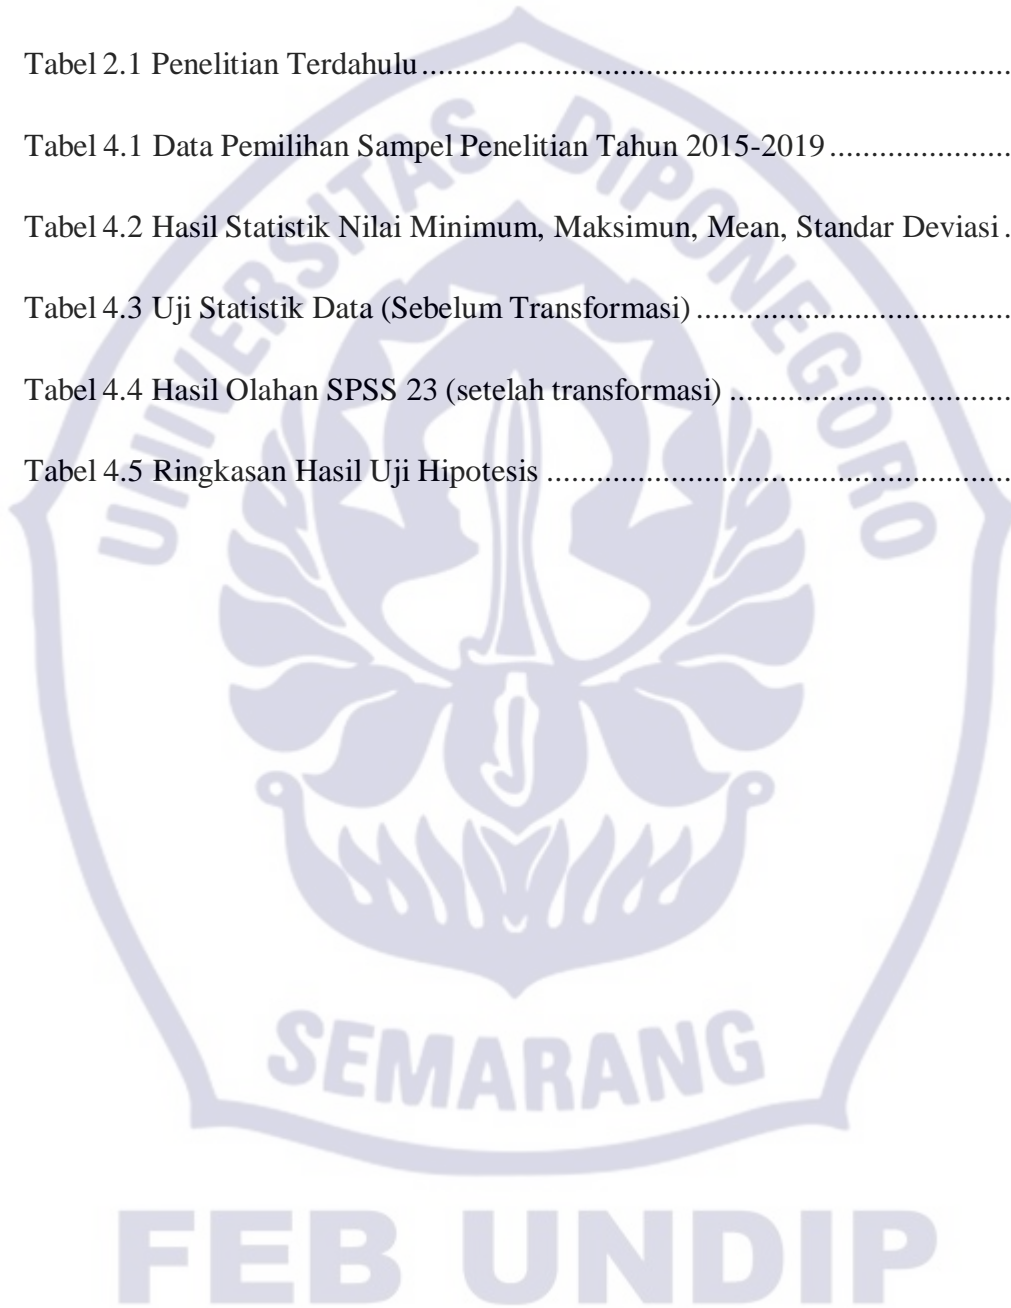 Tabel 2.1 Penelitian Terdahulu........................................................................
Tabel 4.1 Data Pemilihan Sampel Penelitian Tahun 2015-2019......................
Tabel 4.2 Hasil Statistik Nilai Minimum, Maksimun, Mean, Standar Deviasi.
Tabel 4.3 Uji Statistik Data (Sebelum Transformasi)......................................
Tabel 4.4 Hasil Olahan SPSS 23 (setelah transformasi)..................................
Tabel 4.5 Ringkasan Hasil Uji Hipotesis........................................................
UNIVERSITAS DIPONEGORO
SEMARANG
FEB UNDIP